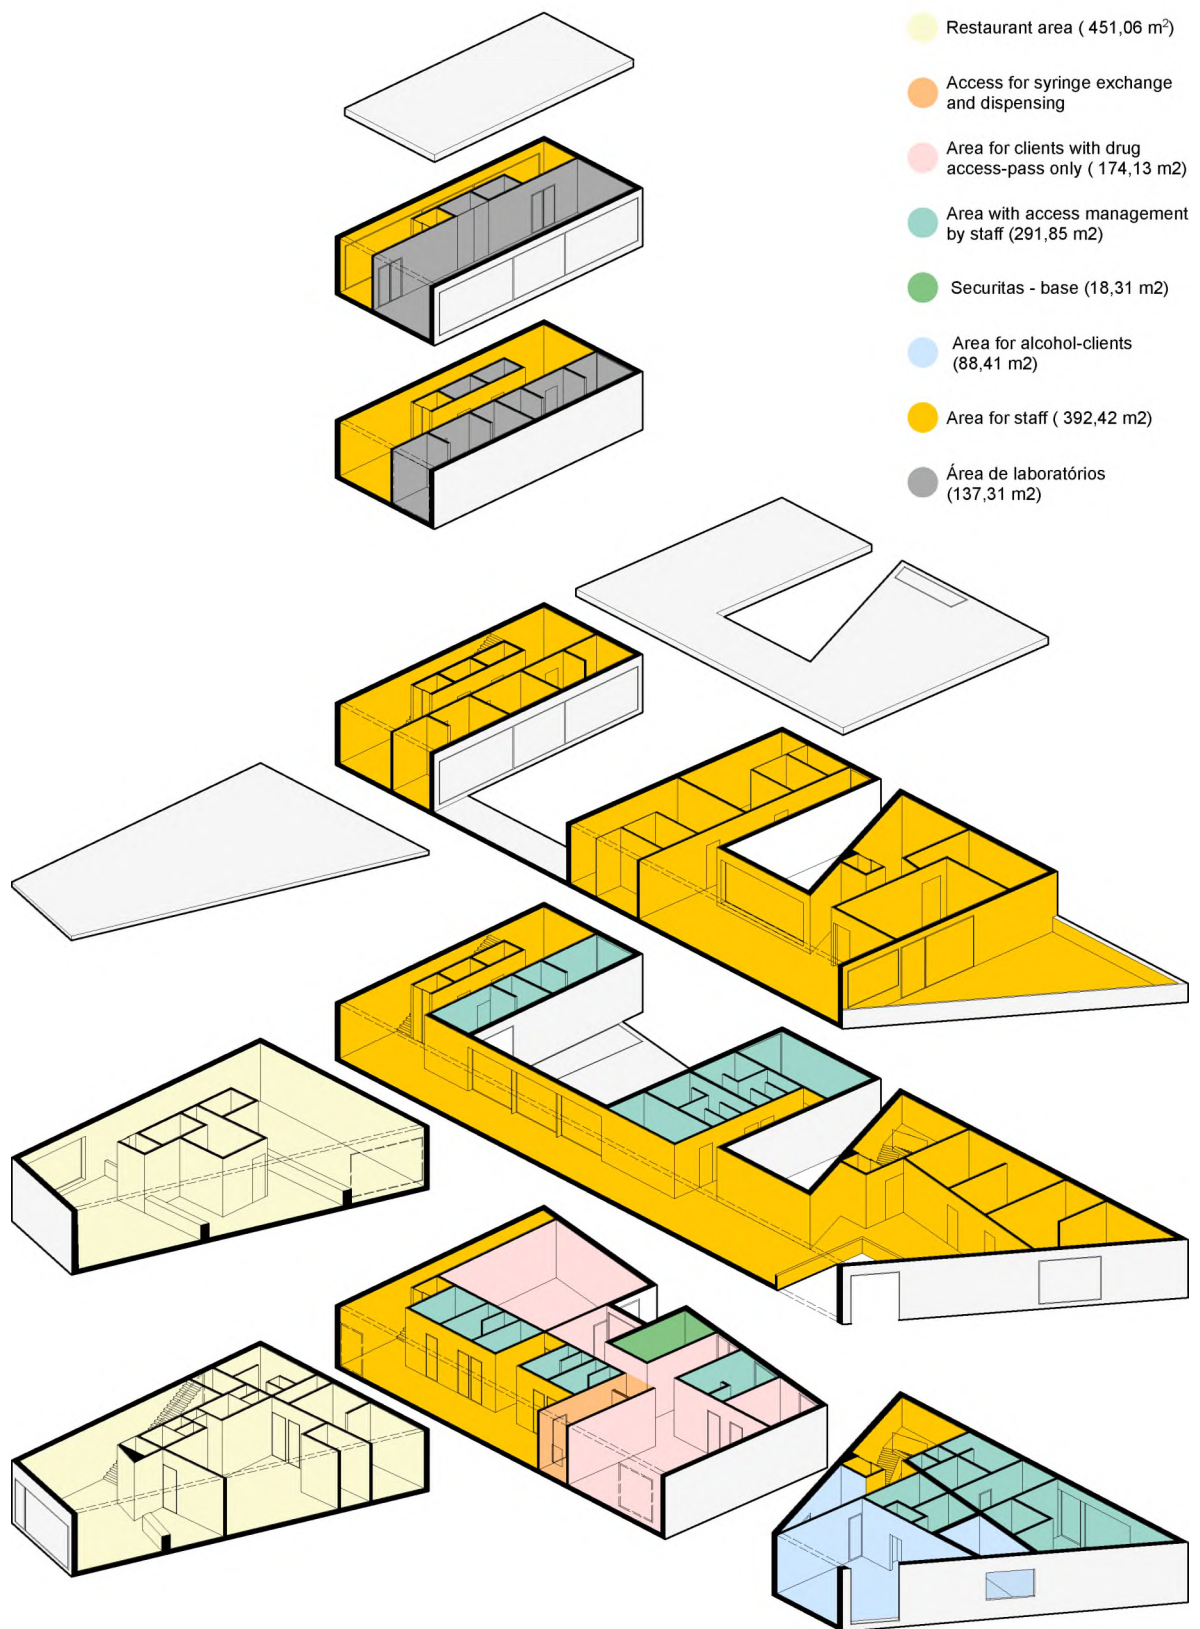 Restaurant area ( 451,06 m²)
Access for syringe exchange
and dispensing
Area for clients with drug
access-pass only ( 174,13 m2)
Area with access management
by staff (291,85 m2)
Securitas - base (18,31 m2)
Area for alcohol-clients
(88,41 m2)
Area for staff ( 392,42 m2)
Área de laboratórios
(137,31 m2)